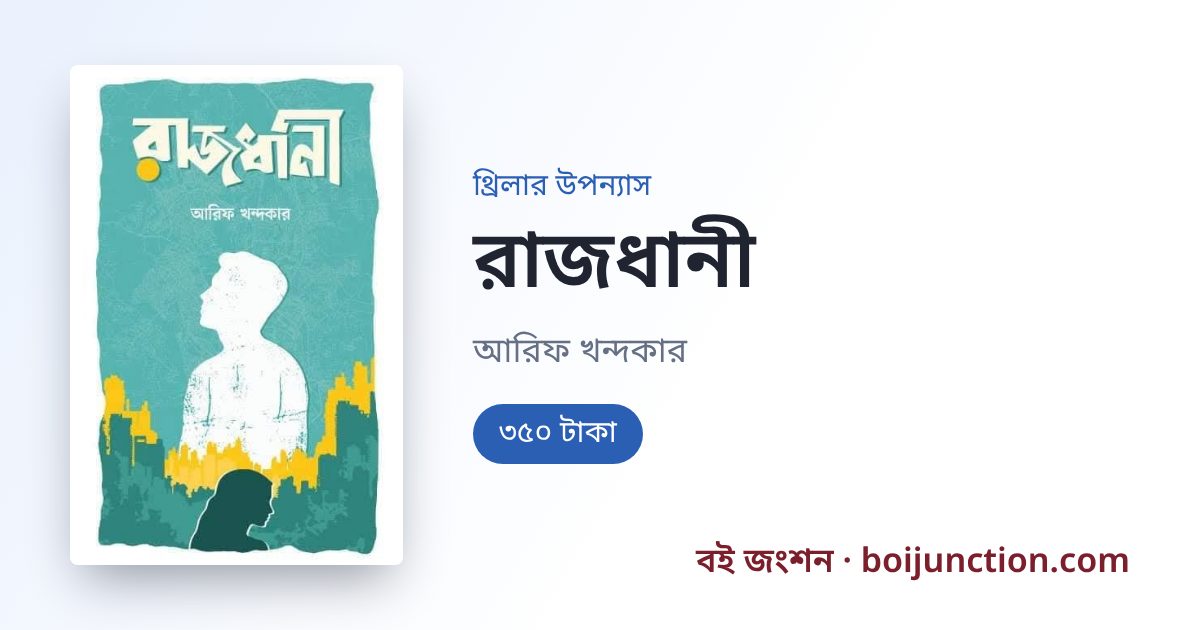 রাজধানী
আরিফ খন্দকার
থ্রিলার উপন্যাস
রাজধানী
আরিফ খন্দকার
৩৫০ টাকা
বই জংশন · boijunction.com